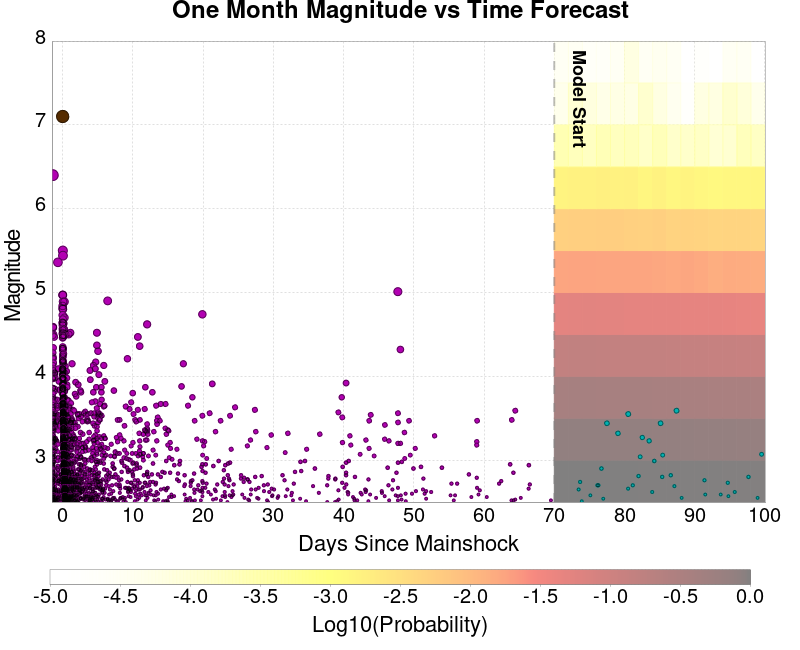 One Month Magnitude vs Time Forecast
8
7
6
5
4
3
Magnitude
Model Start
0 10 20 30 40 50 60 70 80 90 100
Days Since Mainshock
-5.0 -4.5 -4.0 -3.5 -3.0 -2.5 -2.0 -1.5 -1.0 -0.5 0.0
Log10(Probability)